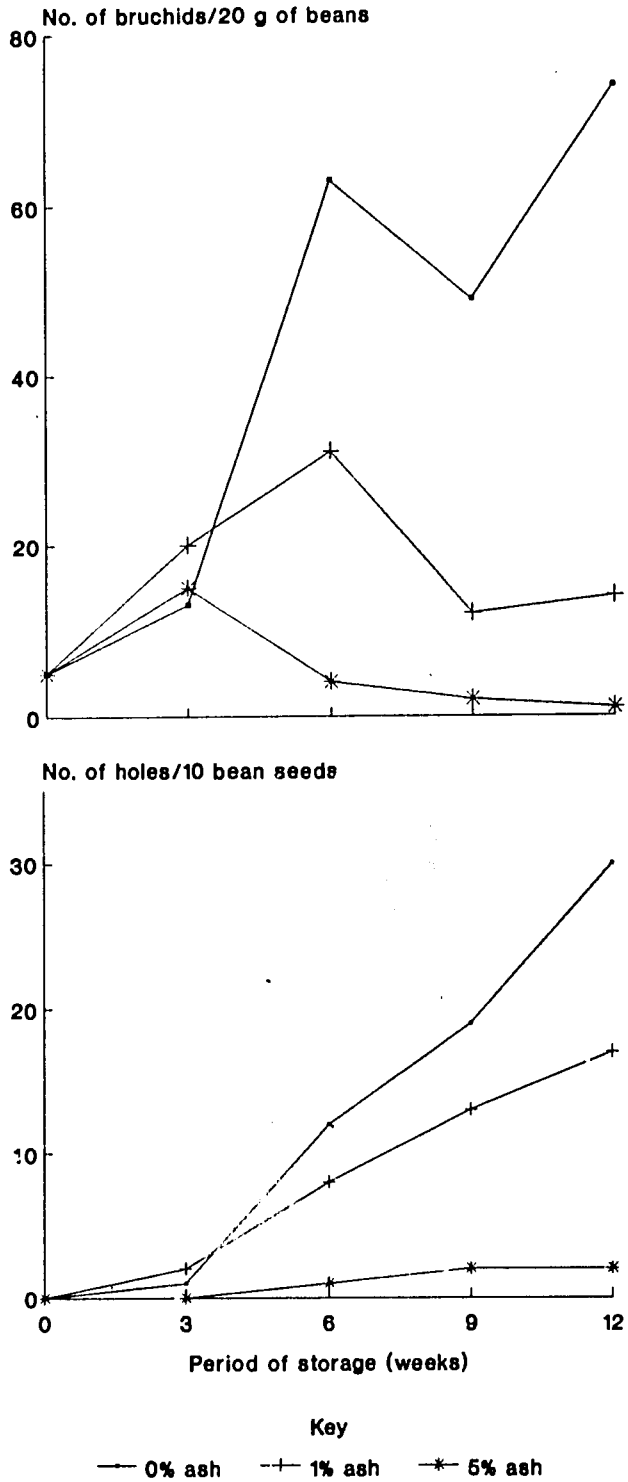 No. of bruchids/20 g of beans
80
60
40
20
0
No. of holes/10 bean seeds
30
20
10
0
0 3 6 9 12
Period of storage (weeks)
Key
0% ash 1% ash 5% ash